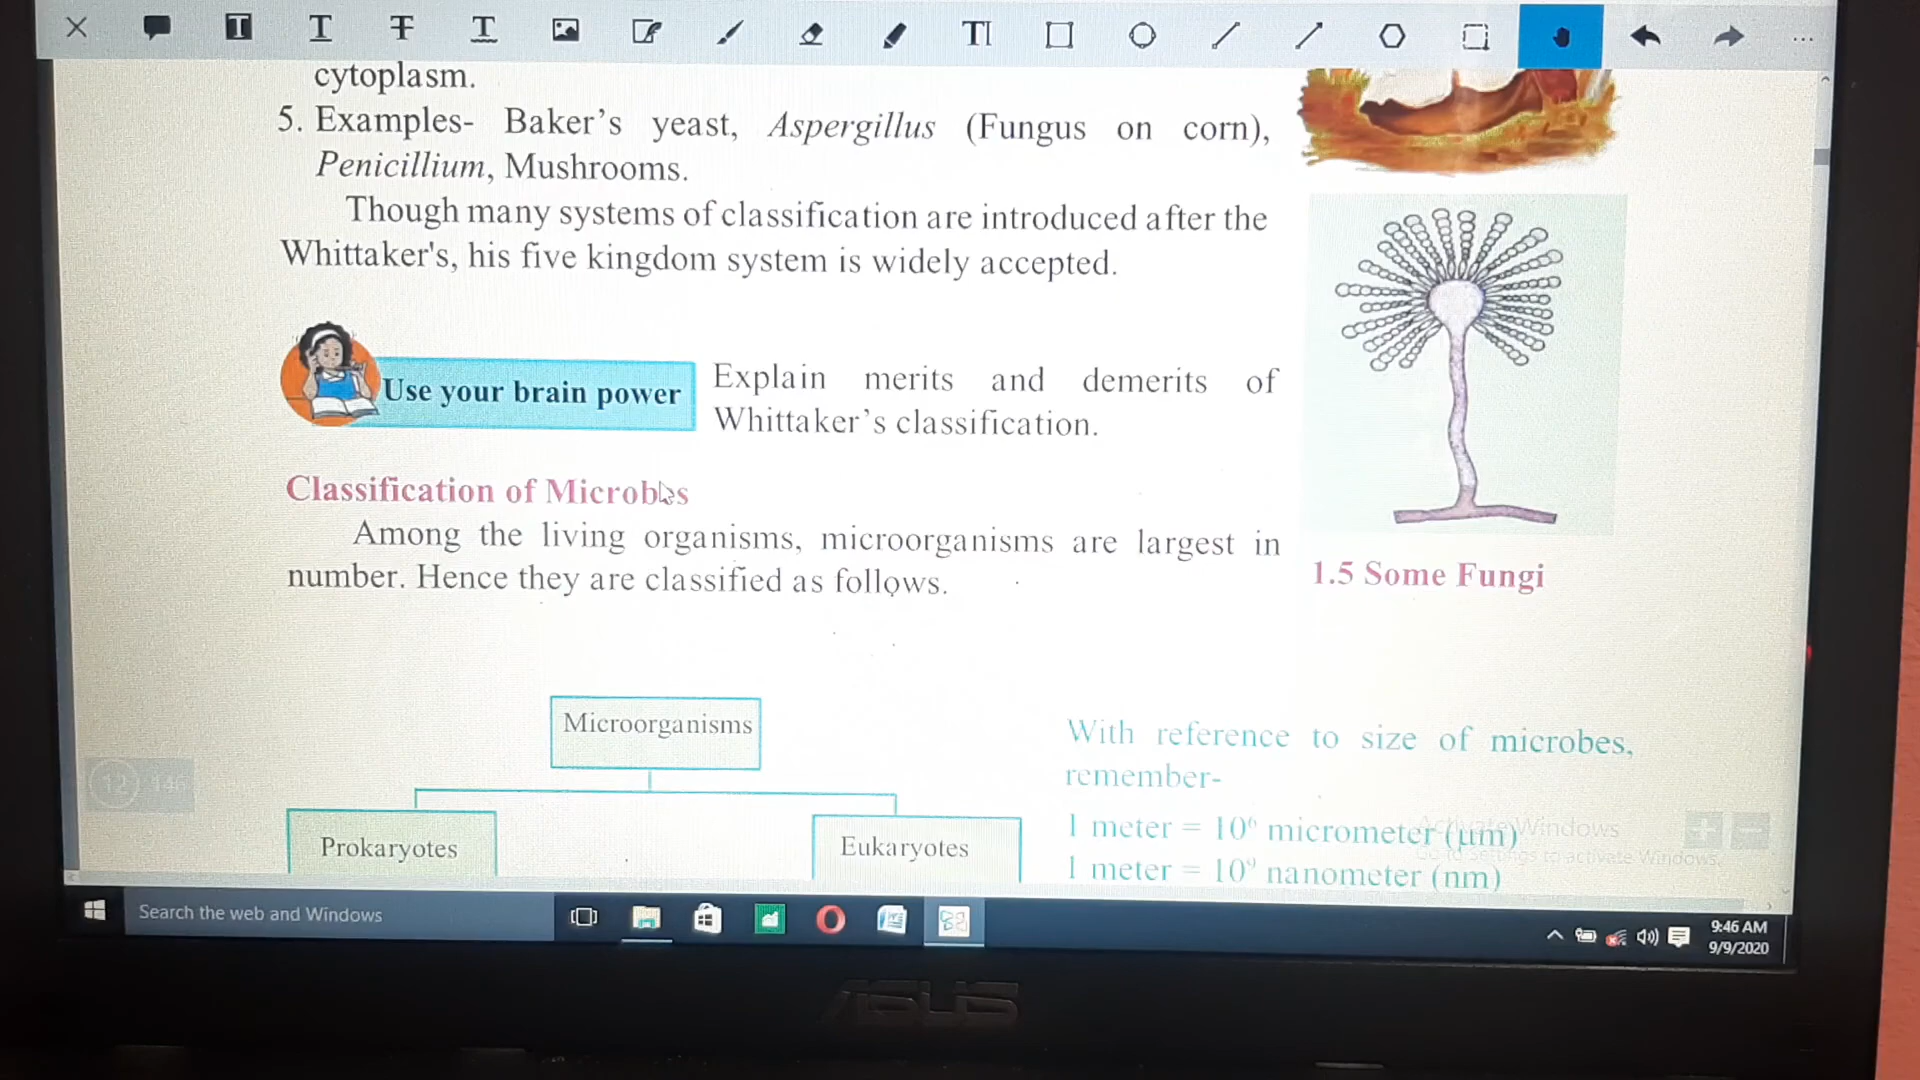 cytoplasm.
5. Examples- Baker's yeast, Aspergillus (Fungus on corn),
Penicillium, Mushrooms.
Though many systems of classification are introduced after the
Whittaker's, his five kingdom system is widely accepted.
Use your brain power
Explain merits and demerits of
Whittaker's classification.
Classification of Microbes
Among the living organisms, microorganisms are largest in
number. Hence they are classified as follows.
1.5 Some Fungi
Microorganisms
Prokaryotes
Eukaryotes
With reference to size of microbes,
remember-
1 meter = 10⁶ micrometer (µm)
1 meter = 10⁹ nanometer (nm)
Activate Windows
Go to Settings to activate Windows.
12 146
Search the web and Windows
9:46 AM
9/9/2020
ASUS